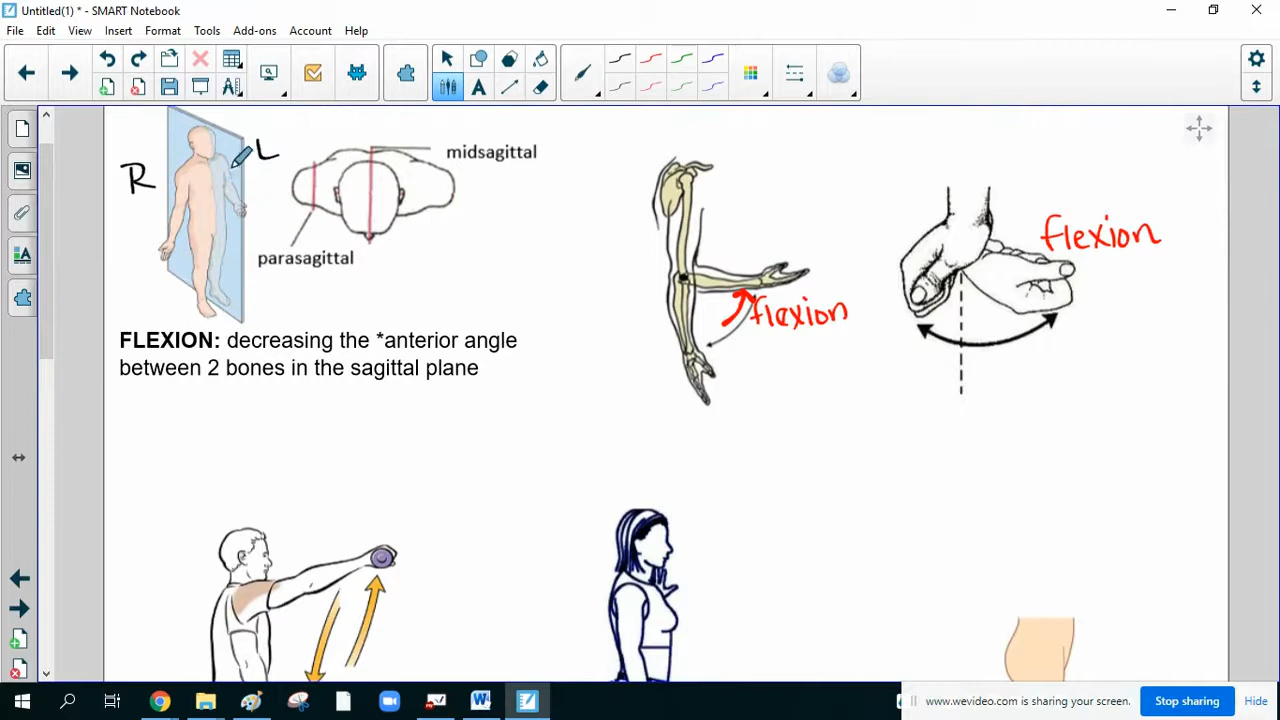 Untitled(1) * - SMART Notebook
File Edit View Insert Format Tools Add-ons Account Help
R
L
midsagittal
parasagittal
FLEXION: decreasing the *anterior angle
between 2 bones in the sagittal plane
flexion
flexion
www.wevideo.com is sharing your screen.
Stop sharing
Hide